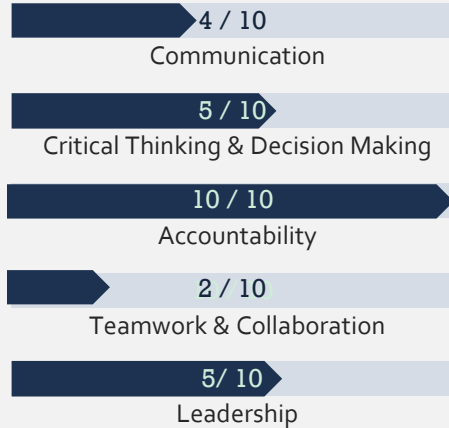 4 / 10
Communication
5 / 10
Critical Thinking & Decision Making
10 / 10
Accountability
2 / 10
Teamwork & Collaboration
5/ 10
Leadership